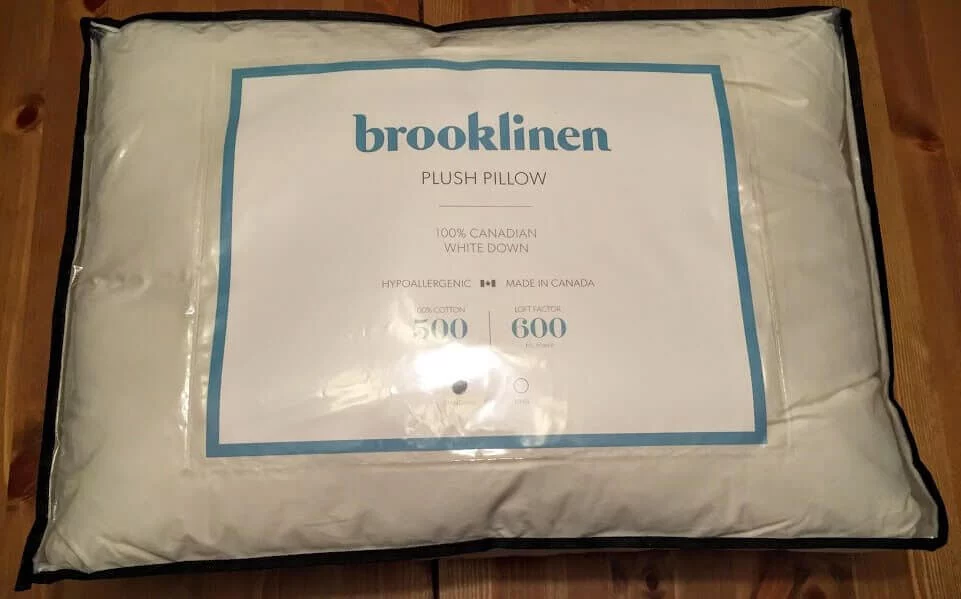 brooklinen
PLUSH PILLOW
100% CANADIAN
WHITE DOWN
HYPOALLERGENIC MADE IN CANADA
100% COTTON LOFT FACTOR
500 600